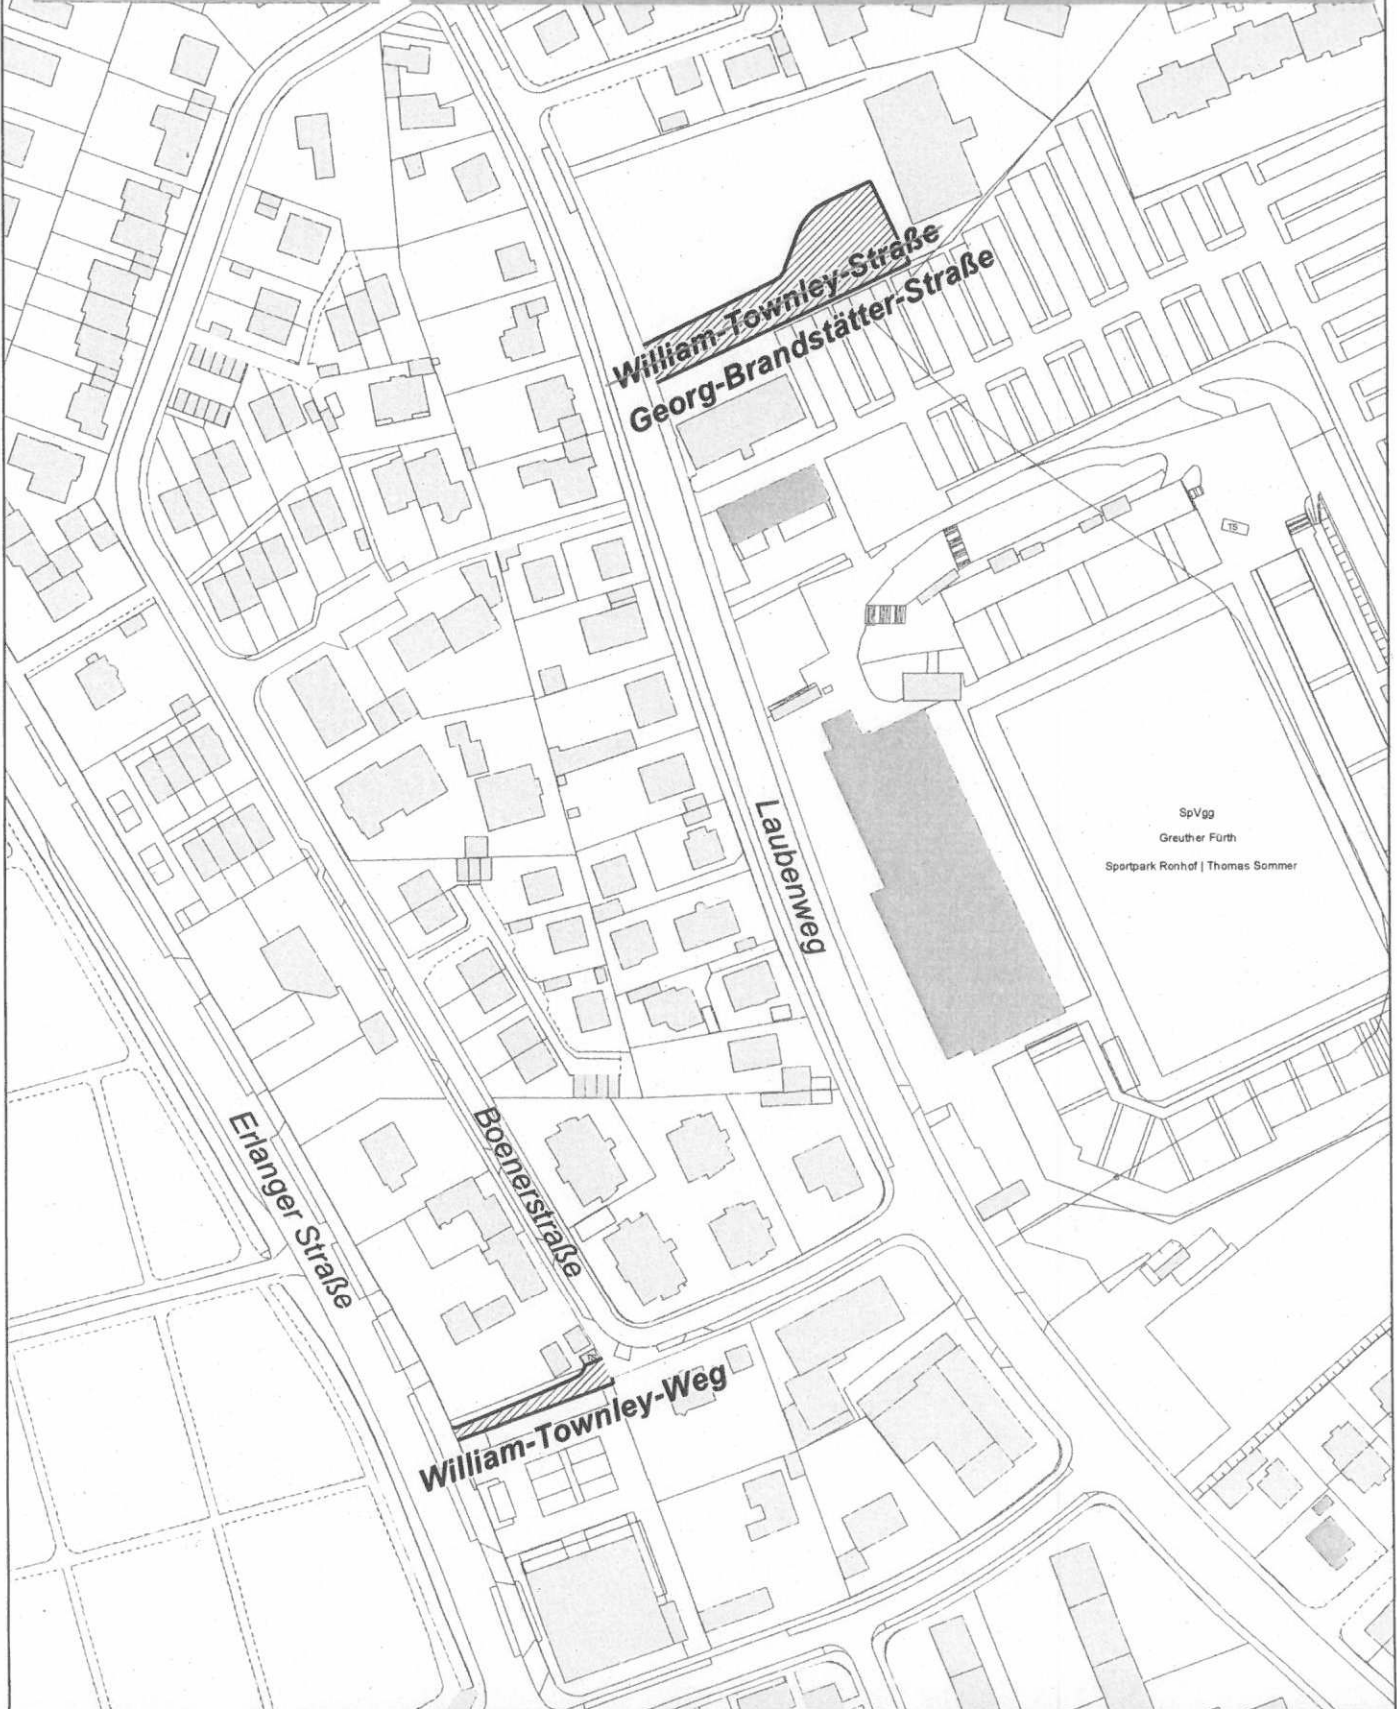 William-Townley-Straße
Georg-Brandstätter-Straße
15
SpVgg
Greuther Fürth
Sportpark Ronhof | Thomas Sommer
Laubenweg
Boenerstraße
Erlanger Straße
William-Townley-Weg